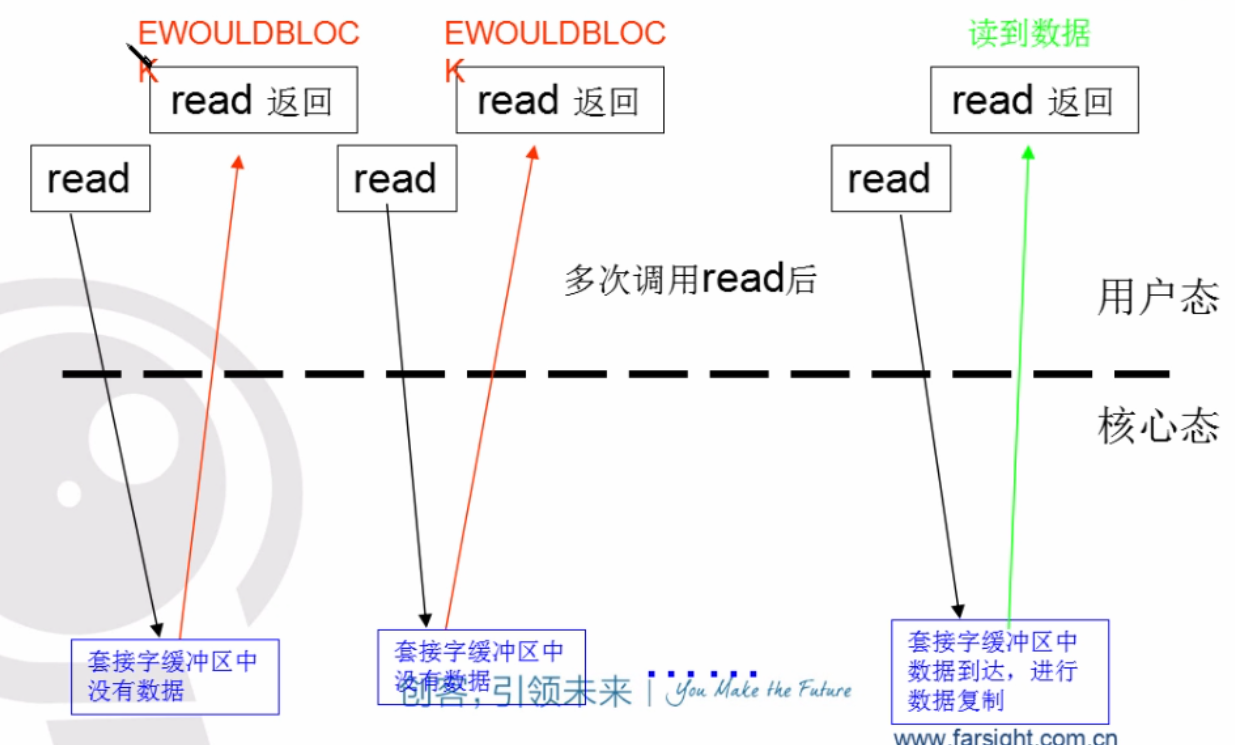 EWOULDBLOC
K
EWOULDBLOC
K
读到数据
read 返回
read 返回
read 返回
read
read
read
多次调用read后
用户态
核心态
套接字缓冲区中
没有数据
套接字缓冲区中
没有数据
......
套接字缓冲区中
数据到达，进行
数据复制
创客，引领未来 | You Make the Future
www.farsight.com.cn